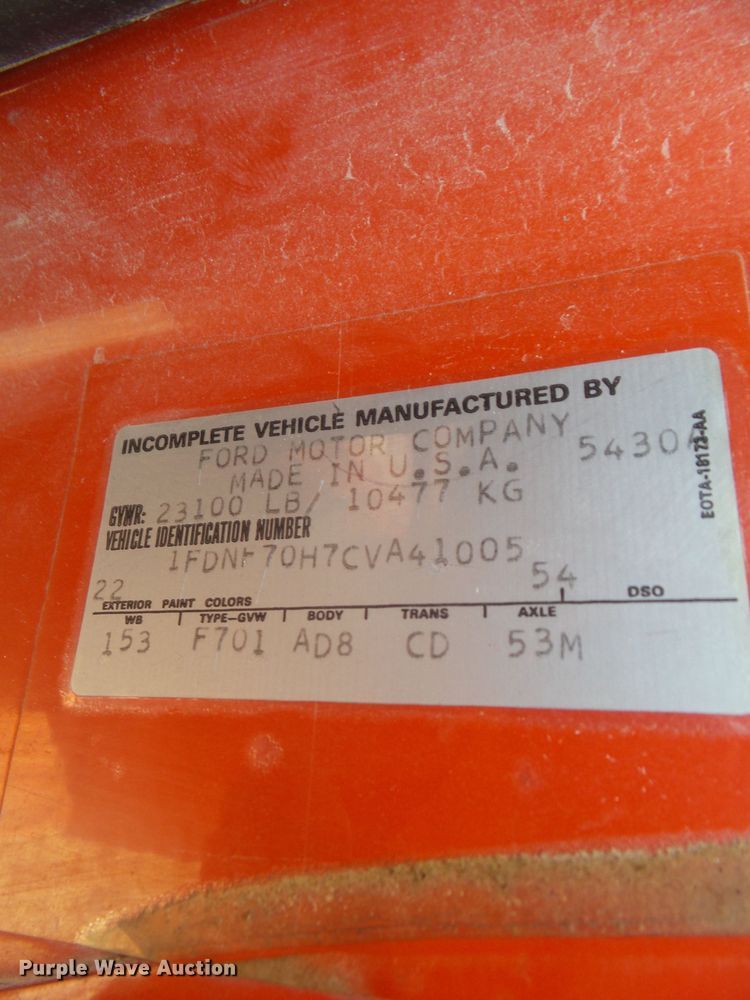 INCOMPLETE VEHICLE MANUFACTURED BY
FORD MOTOR COMPANY
MADE IN U.S.A.
GVWR: 23100 LB/ 10477 KG
VEHICLE IDENTIFICATION NUMBER
1FDNF70H7CVA41005
22 54
EXTERIOR PAINT COLORS DSO
WB TYPE-GVW BODY TRANS AXLE
153 F701 AD8 CD 53M
EOTA-18173-AA
Purple Wave Auction